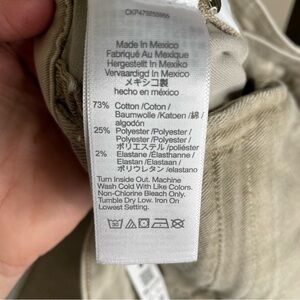 Made In Mexico
Fabriqué Au Mexique
Hergestellt In Mexiko
Vervaardigd In Mexico
メキシコ製
hecho en méxico
73% Cotton /Coton /
Baumwolle /Katoen /綿 /
algodón
25% Polyester /Polyester /
Polyester /Polyester /
ポリエステル /poliéster
2% Elastane /Elasthanne /
Elastan /Elastaan /
ポリウレタン /elastano
Turn Inside Out. Machine
Wash Cold With Like Colors.
Non-Chlorine Bleach Only.
Tumble Dry Low. Iron on
Lowest Setting.